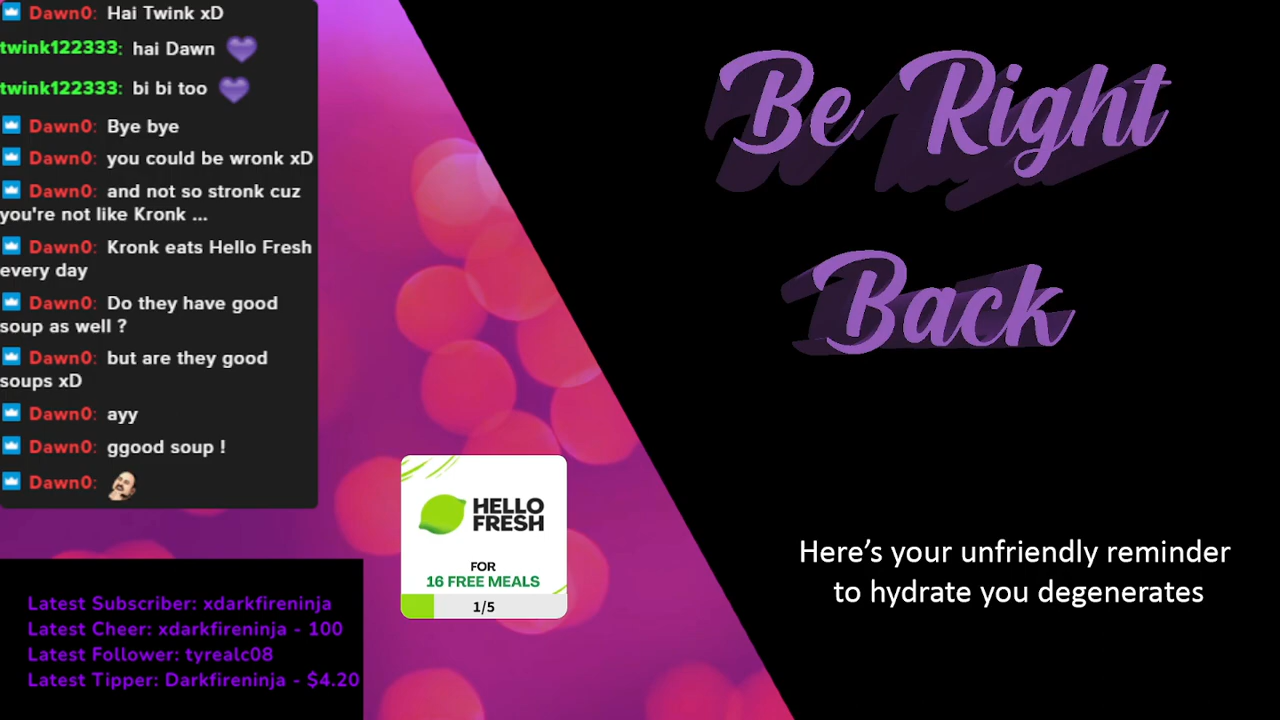 Dawn0: Hai Twink xD
twink122333: hai Dawn
twink122333: bi bi too
Dawn0: Bye bye
Dawn0: you could be wronk xD
Dawn0: and not so stronk cuz
you're not like Kronk ...
Dawn0: Kronk eats Hello Fresh
every day
Dawn0: Do they have good
soup as well ?
Dawn0: but are they good
soups xD
Dawn0: ayy
Dawn0: ggood soup !
Dawn0:
Latest Subscriber: xdarkfireninja
Latest Cheer: xdarkfireninja - 100
Latest Follower: tyrealc08
Latest Tipper: Darkfireninja - $4.20
HELLO
FRESH
FOR
16 FREE MEALS
1/5
Be Right
Back
Here's your unfriendly reminder
to hydrate you degenerates